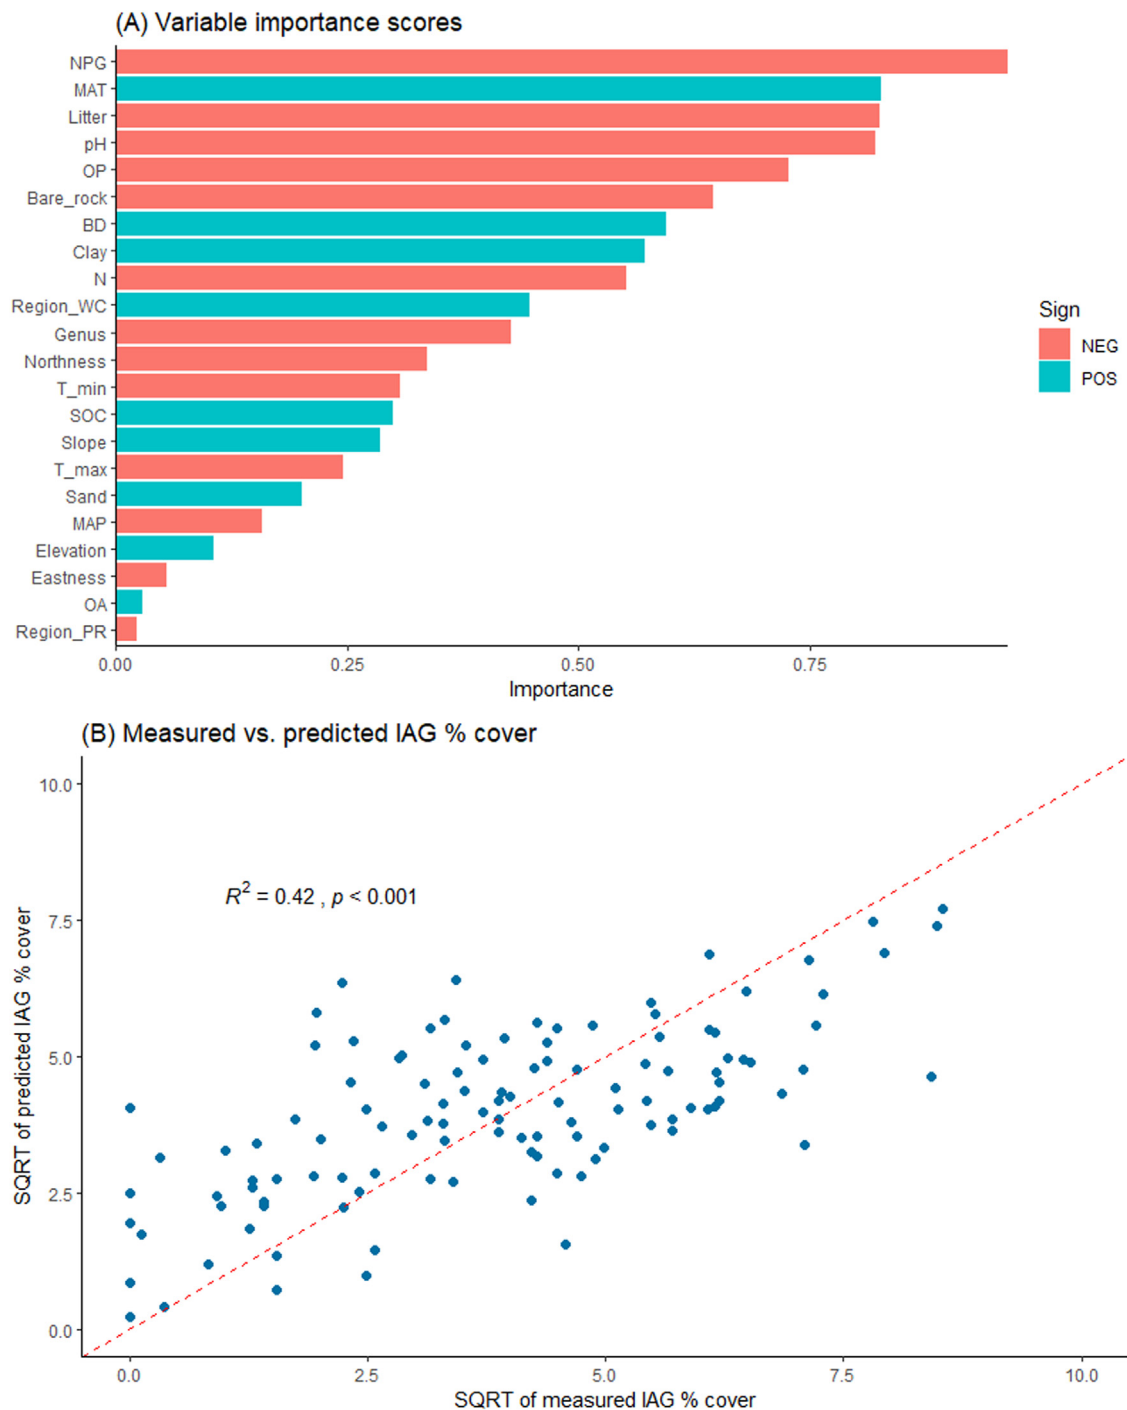 (A) Variable importance scores
NPG
MAT
Litter
pH
OP
Bare_rock
BD
Clay
N
Region_WC
Genus
Northness
T_min
SOC
Slope
T_max
Sand
MAP
Elevation
Eastness
OA
Region_PR
0.00 0.25 0.50 0.75
Importance
Sign
NEG
POS
(B) Measured vs. predicted IAG % cover
SQRT of predicted IAG % cover
10.0
7.5
5.0
2.5
0.0
R² = 0.42 , p < 0.001
0.0 2.5 5.0 7.5 10.0
SQRT of measured IAG % cover